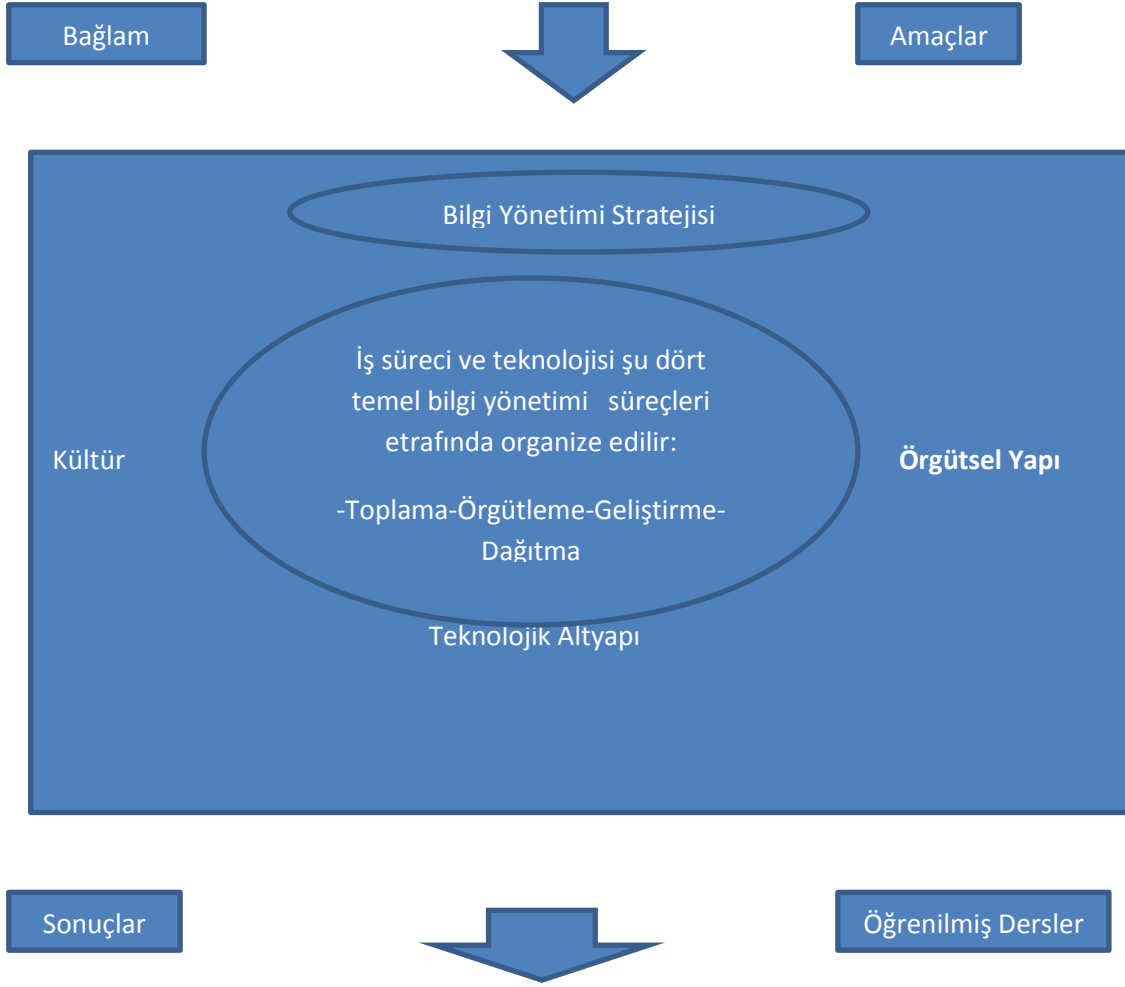 Bağlam
Amaçlar
Bilgi Yönetimi Stratejisi
İş süreci ve teknolojisi şu dört
temel bilgi yönetimi süreçleri
etrafında organize edilir:
Kültür
Örgütsel Yapı
-Toplama-Örgütleme-Geliştirme-
Dağıtma
Teknolojik Altyapı
Sonuçlar
Öğrenilmiş Dersler